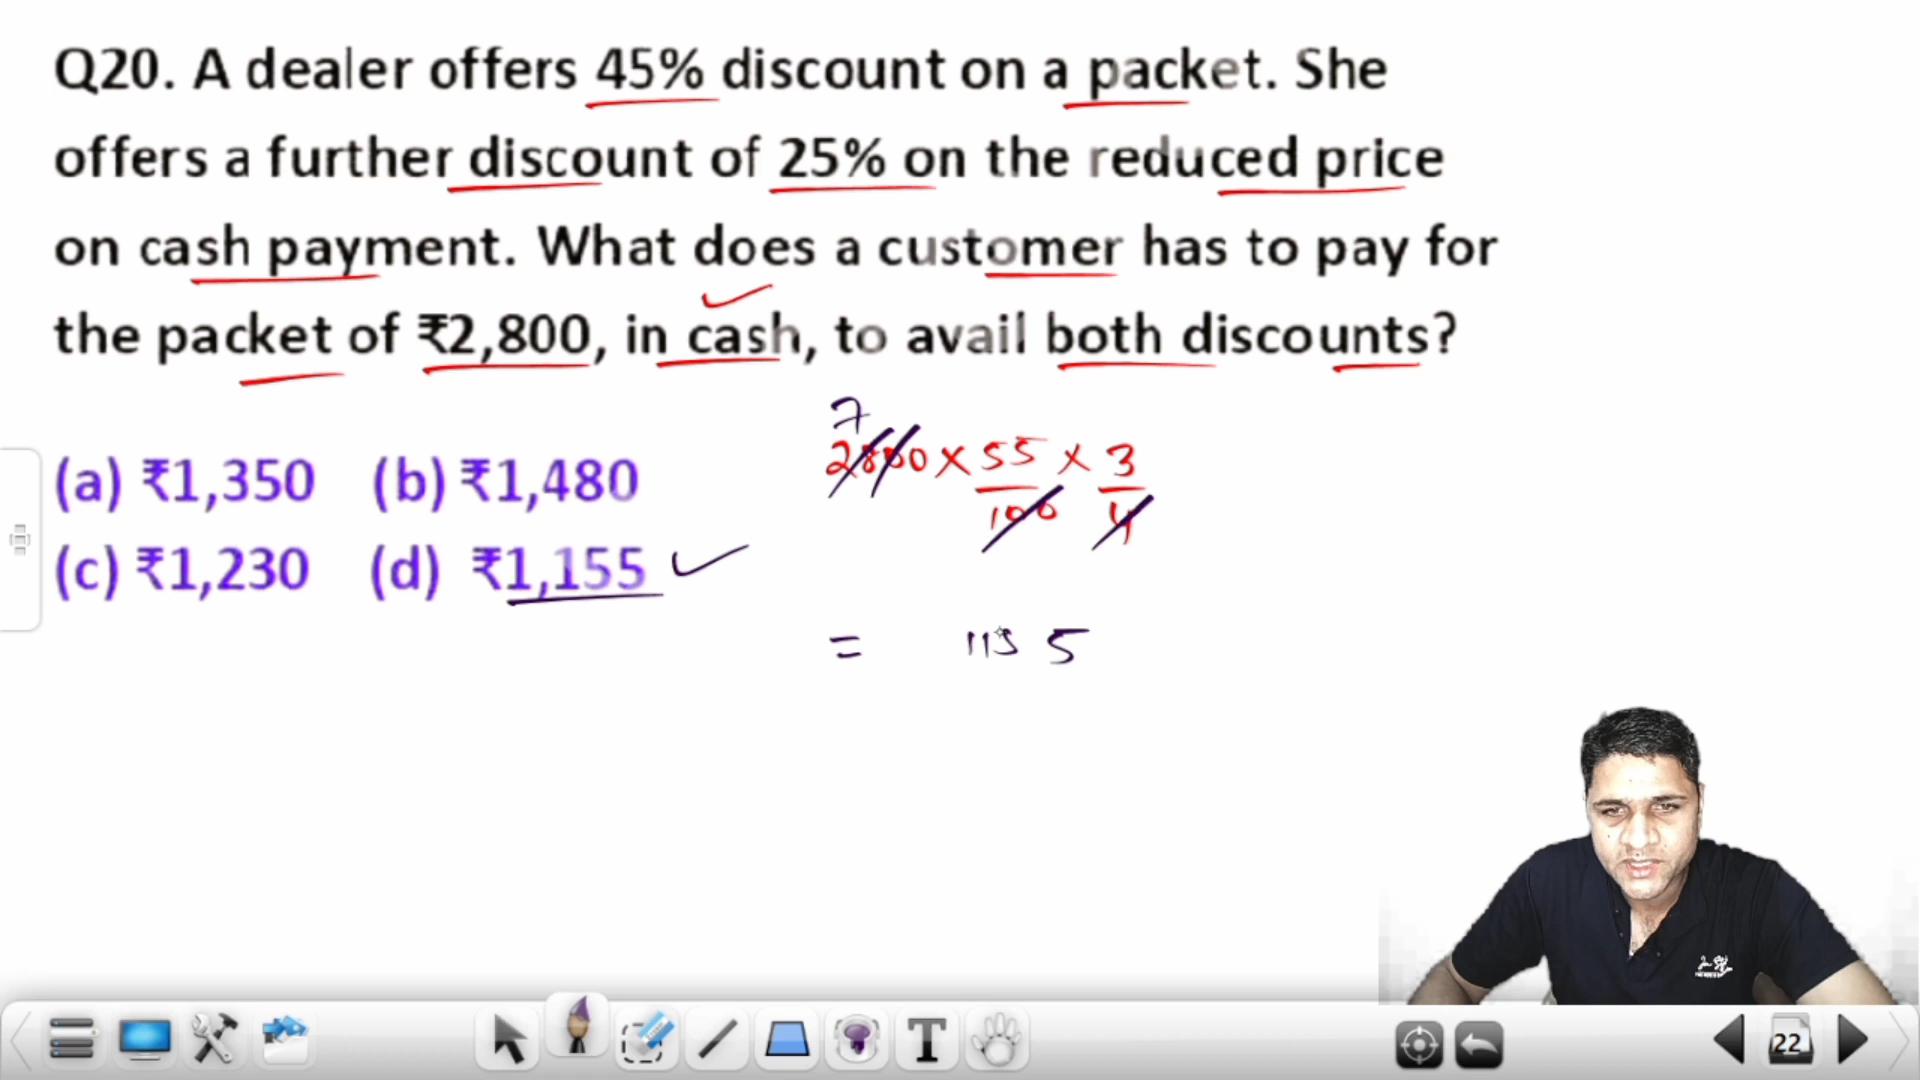 Q20. A dealer offers 45% discount on a packet. She
offers a further discount of 25% on the reduced price
on cash payment. What does a customer has to pay for
the packet of ₹2,800, in cash, to avail both discounts?
(a) ₹1,350 (b) ₹1,480
(c) ₹1,230 (d) ₹1,155
7
2800 × 55 × 3
100 4
= 115 5
T
22